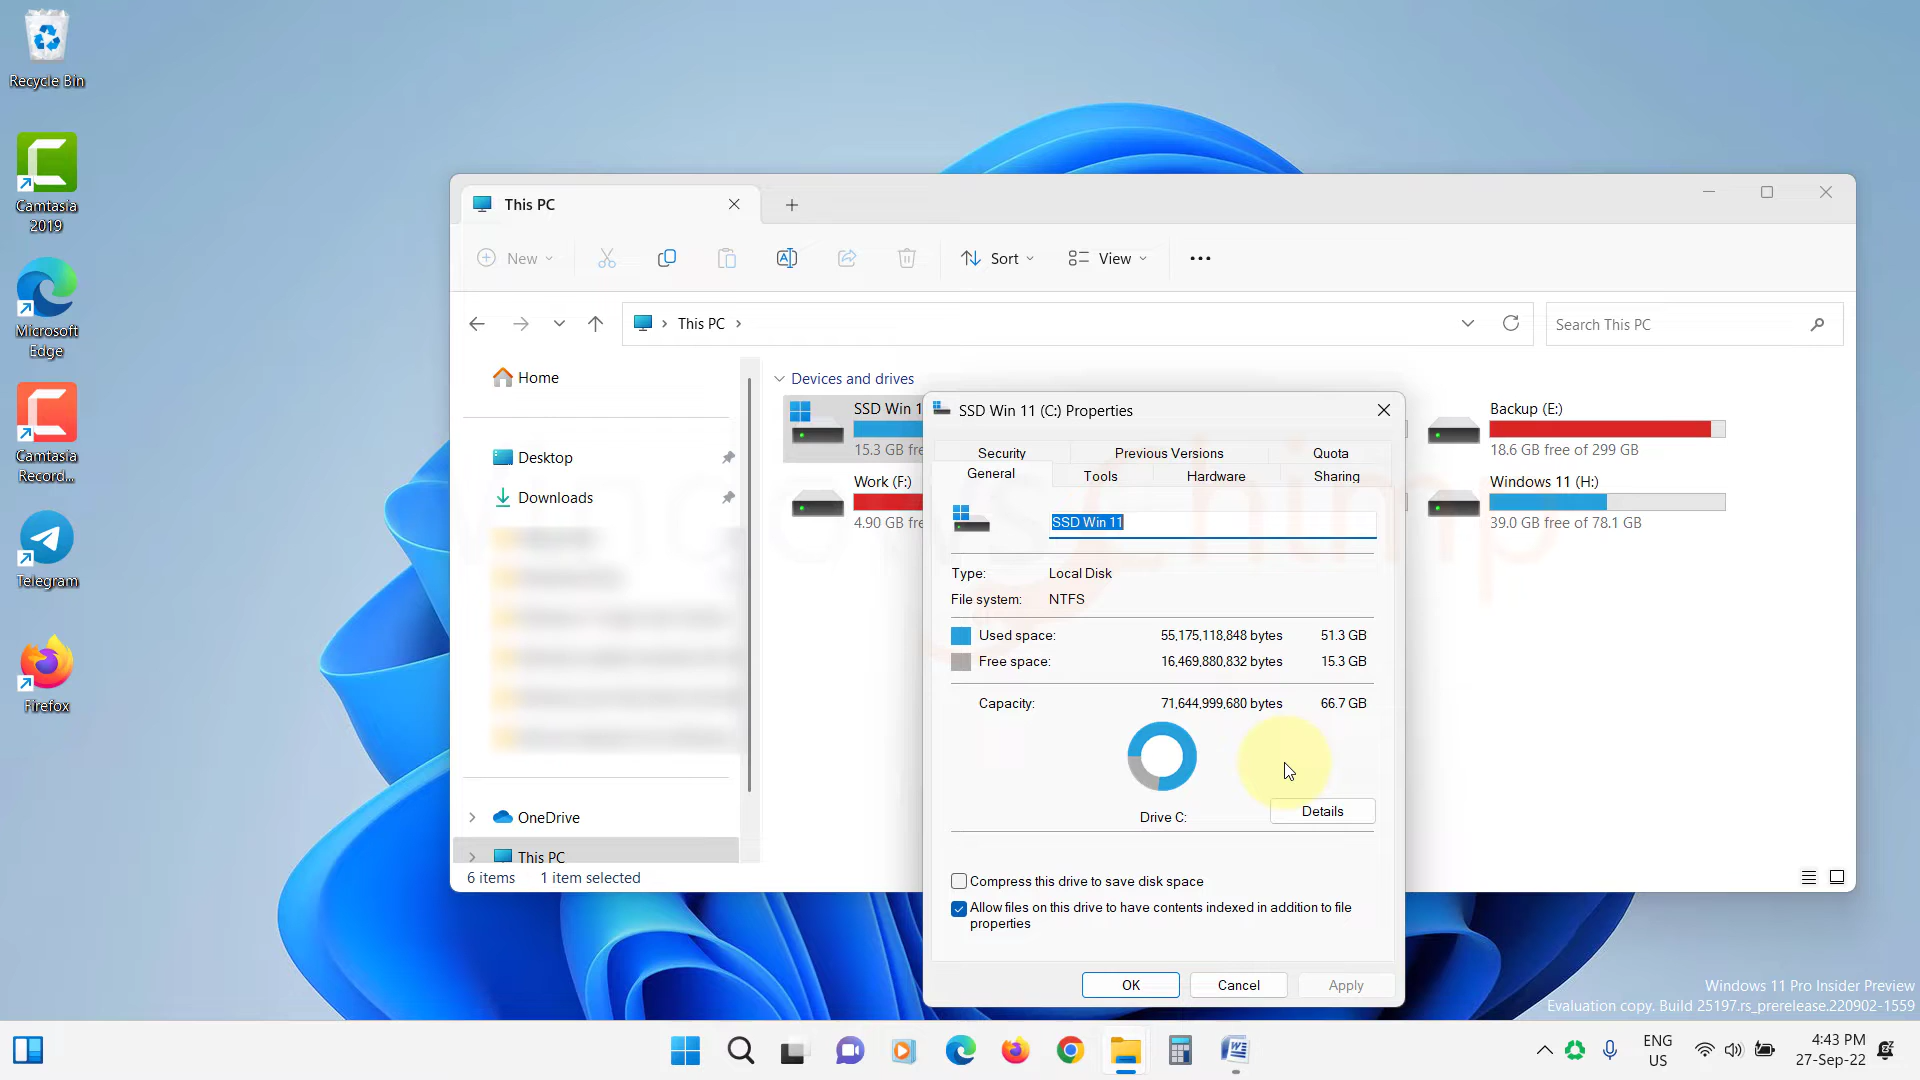 Recycle Bin
Camtasia
2019
Microsoft
Edge
Camtasia
Record...
Telegram
Firefox
This PC
New
Sort
View
This PC
Search This PC
Home
Desktop
Downloads
OneDrive
This PC
6 items 1 item selected
Devices and drives
SSD Win 1
15.3 GB fre
Work (F:)
4.90 GB fre
Backup (E:)
18.6 GB free of 299 GB
Windows 11 (H:)
39.0 GB free of 78.1 GB
SSD Win 11 (C:) Properties
Security Previous Versions Quota
General Tools Hardware Sharing
SSD Win 11
Type: Local Disk
File system: NTFS
Used space: 55,175,118,848 bytes 51.3 GB
Free space: 16,469,880,832 bytes 15.3 GB
Capacity: 71,644,999,680 bytes 66.7 GB
Drive C:
Details
Compress this drive to save disk space
Allow files on this drive to have contents indexed in addition to file
properties
OK Cancel Apply
Windows 11 Pro Insider Preview
Evaluation copy. Build 25197.rs_prerelease.220902-1559
ENG
US
4:43 PM
27-Sep-22